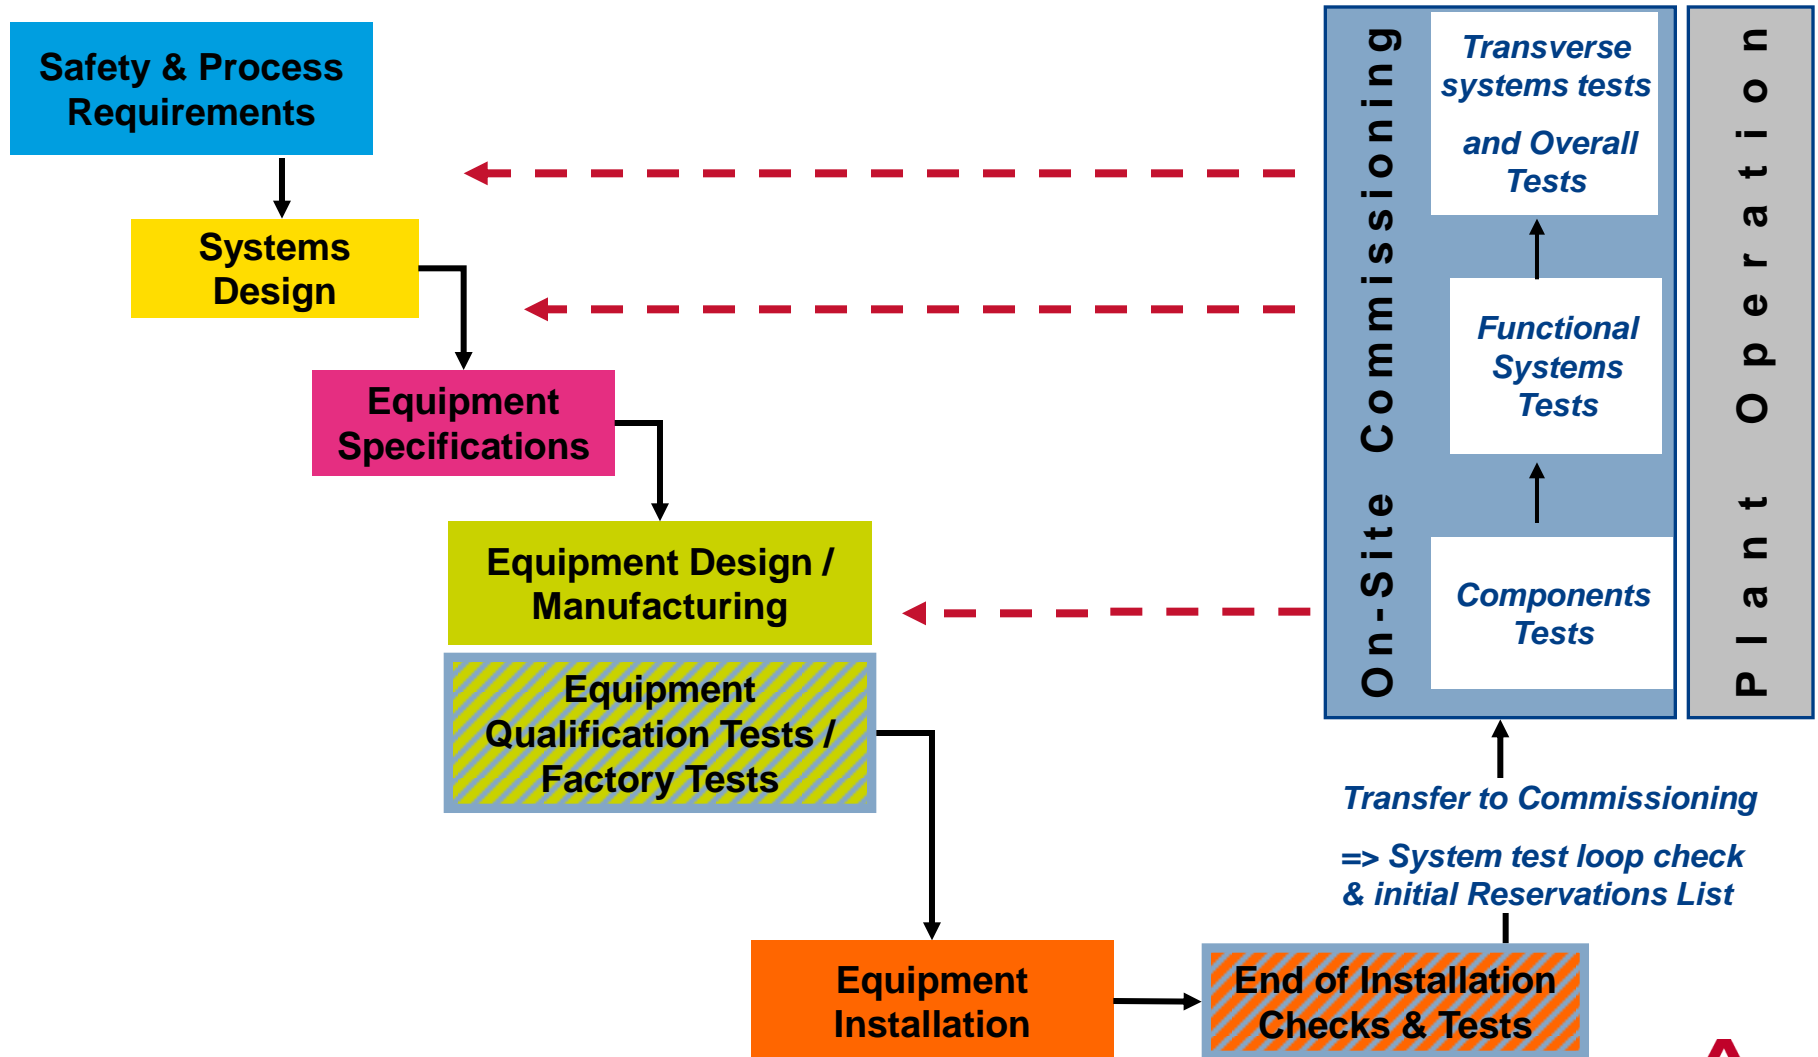 Safety & Process
Requirements
Systems
Design
Equipment
Specifications
Equipment Design /
Manufacturing
Equipment
Qualification Tests /
Factory Tests
Equipment
Installation
End of Installation
Checks & Tests
Transfer to Commissioning
=> System test loop check
& initial Reservations List
On-Site Commissioning
Transverse
systems tests
and Overall
Tests
Functional
Systems
Tests
Components
Tests
Plant Operation